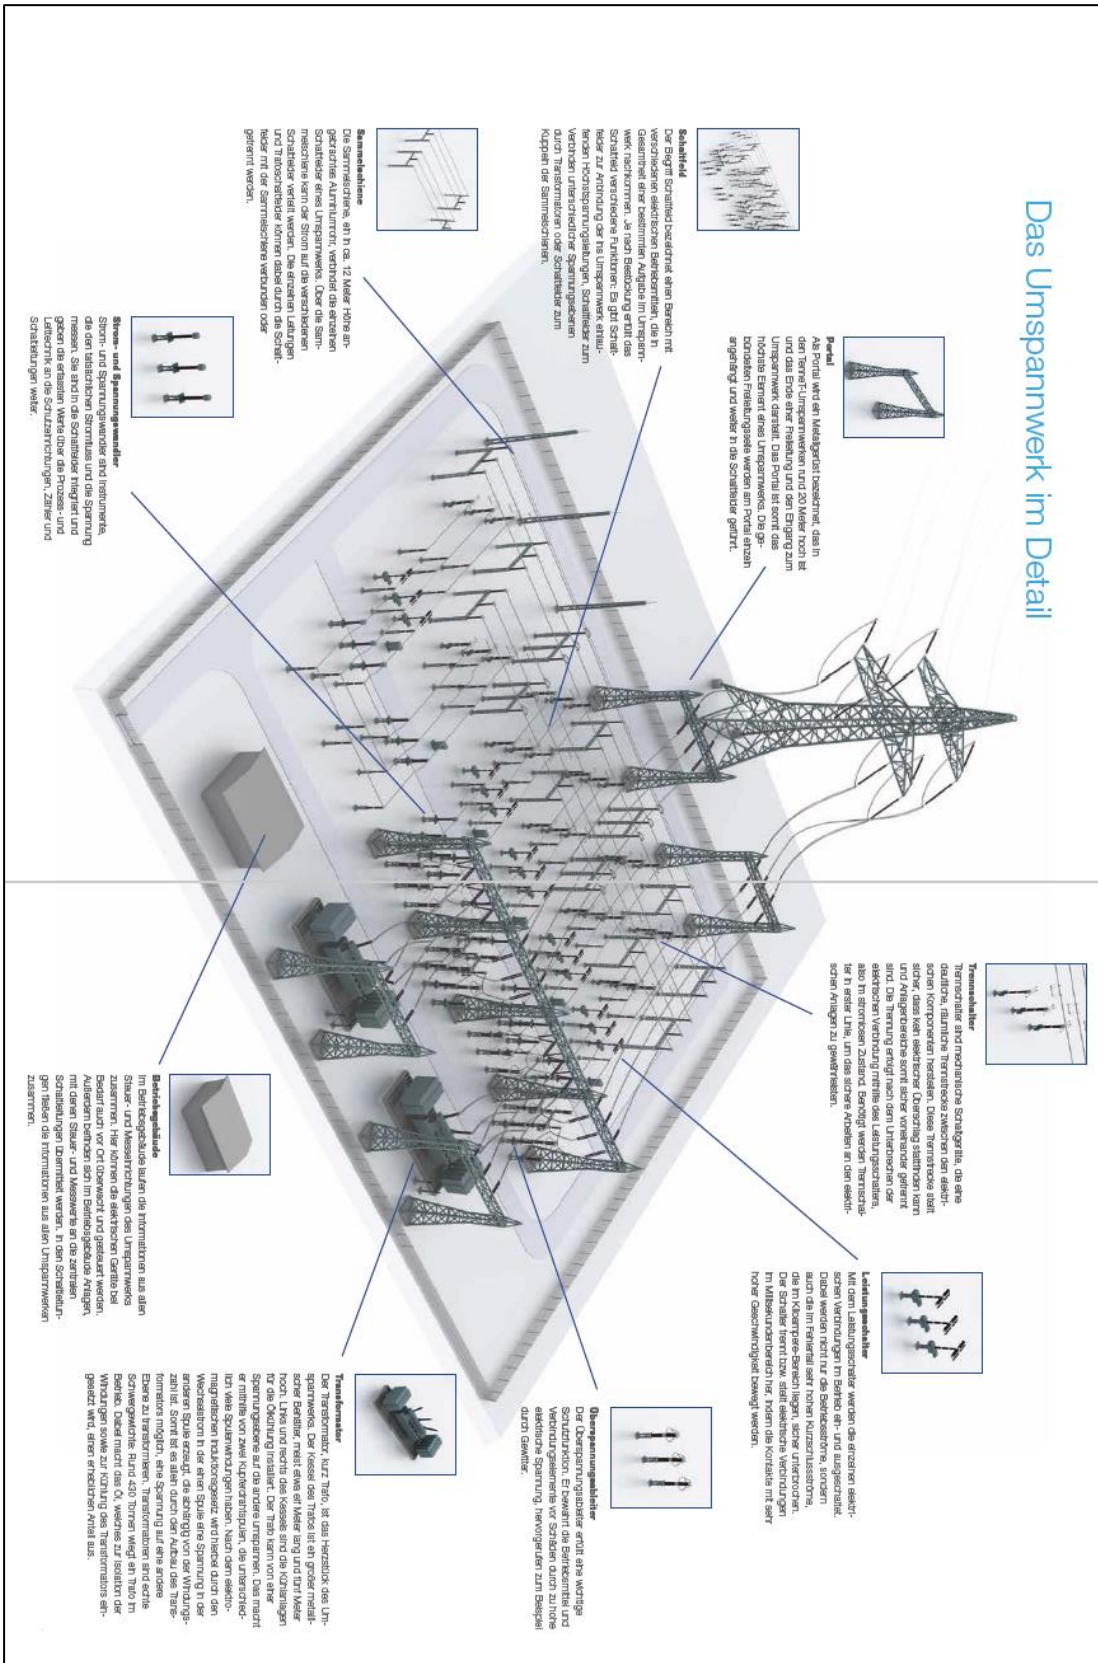 Das Umspannwerk im Detail
Schaltfeld
Der Begriff Schaltfeld bezeichnet einen Bereich mit
verschiedenen elektrischen Betriebsmitteln, die in
Gesamtheit einer bestimmten Aufgabe im Umspann-
werk nachkommen. Je nach Bestückung erfüllt das
Schaltfeld verschiedene Funktionen: Es gibt Schalt-
felder zur Anbindung der ins Umspannwerk einlau-
fenden Höchstspannungsleitungen, Schaltfelder zum
Verbinden unterschiedlicher Spannungsebenen
durch Transformatoren oder Schaltfelder zum
Kuppeln der Sammelschienen.
Sammelschiene
Die Sammelschiene, ein in ca. 12 Meter Höhe an-
gebrachtes Aluminiumrohr, verbindet die einzelnen
Schaltfelder eines Umspannwerks. Über die Sam-
melschiene kann der Strom auf die verschiedenen
Schaltfelder verteilt werden. Die einzelnen Leitungen
und Trafoschaltfelder können dabei durch die Schalt-
felder mit der Sammelschiene verbunden oder
getrennt werden.
Portal
Als Portal wird ein Metallgerüst bezeichnet, das in
den TenneT-Umspannwerken rund 20 Meter hoch ist
und das Ende einer Freileitung und den Eingang zum
Umspannwerk darstellt. Das Portal ist somit das
höchste Element eines Umspannwerks. Die ge-
bündelten Freileitungsseile werden am Portal einzeln
angehängt und weiter in die Schaltfelder geführt.
Strom- und Spannungswandler
Strom- und Spannungswandler sind Instrumente,
die den tatsächlichen Stromfluss und die Spannung
messen. Sie sind in die Schaltfelder integriert und
geben die erfassten Werte über die Prozess- und
Leittechnik an die Schutzeinrichtungen, Zähler und
Schaltleitungen weiter.
Trennschalter
Trennschalter sind mechanische Schaltgeräte, die eine
deutliche, räumliche Trennstrecke zwischen den elektri-
schen Komponenten herstellen. Diese Trennstrecke stellt
sicher, dass kein elektrischer Überschlag stattfinden kann
und Anlagenbereiche somit sicher voneinander getrennt
sind. Die Trennung erfolgt nach dem Unterbrechen der
elektrischen Verbindung mithilfe des Leistungsschalters,
also im stromlosen Zustand. Benötigt werden Trennschal-
ter in erster Linie, um das sichere Arbeiten an den elektri-
schen Anlagen zu gewährleisten.
Leistungsschalter
Mit dem Leistungsschalter werden die einzelnen elektri-
schen Verbindungen im Betrieb ein- und ausgeschaltet.
Dabei werden nicht nur die Betriebsströme, sondern
auch die im Fehlerfall sehr hohen Kurzschlussströme,
die im Kiloampere-Bereich liegen, sicher unterbrochen.
Der Schalter trennt bzw. stellt elektrische Verbindungen
im Millisekundenbereich her, indem die Kontakte mit sehr
hoher Geschwindigkeit bewegt werden.
Überspannungsableiter
Der Überspannungsableiter erfüllt eine wichtige
Schutzfunktion. Er bewahrt die Betriebsmittel und
Verbindungselemente vor Schäden durch zu hohe
elektrische Spannung, hervorgerufen zum Beispiel
durch Gewitter.
Betriebsgebäude
Im Betriebsgebäude laufen die Informationen aus allen
Steuer- und Messeinrichtungen des Umspannwerks
zusammen. Hier können die elektrischen Geräte bei
Bedarf auch vor Ort überwacht und gesteuert werden.
Außerdem befinden sich im Betriebsgebäude Anlagen,
mit denen Steuer- und Messwerte an die zentralen
Schaltleitungen übermittelt werden. In den Schaltleitun-
gen fließen die Informationen aus allen Umspannwerken
zusammen.
Transformator
Der Transformator, kurz Trafo, ist das Herzstück des Um-
spannwerks. Der Kessel des Trafos ist ein großer metalli-
scher Behälter, meist etwa elf Meter lang und fünf Meter
hoch. Links und rechts des Kessels sind die Kühlanlagen
für die Ölkühlung installiert. Der Trafo kann von einer
Spannungsebene auf die andere umspannen. Das macht
er mithilfe von zwei Kupferdrahtspulen, die unterschied-
lich viele Spulenwindungen haben. Nach dem elektro-
magnetischen Induktionsgesetz wird hierbei durch den
Wechselstrom in der einen Spule eine Spannung in der
anderen Spule erzeugt, die abhängig von der Windungs-
zahl ist. Somit ist es allein durch den Aufbau des Trans-
formators möglich, eine Spannung auf eine andere
Ebene zu transformieren. Transformatoren sind echte
Schwergewichte: Rund 430 Tonnen wiegt ein Trafo im
Betrieb. Dabei macht das Öl, welches zur Isolation der
Windungen sowie zur Kühlung des Transformators ein-
gesetzt wird, einen erheblichen Anteil aus.